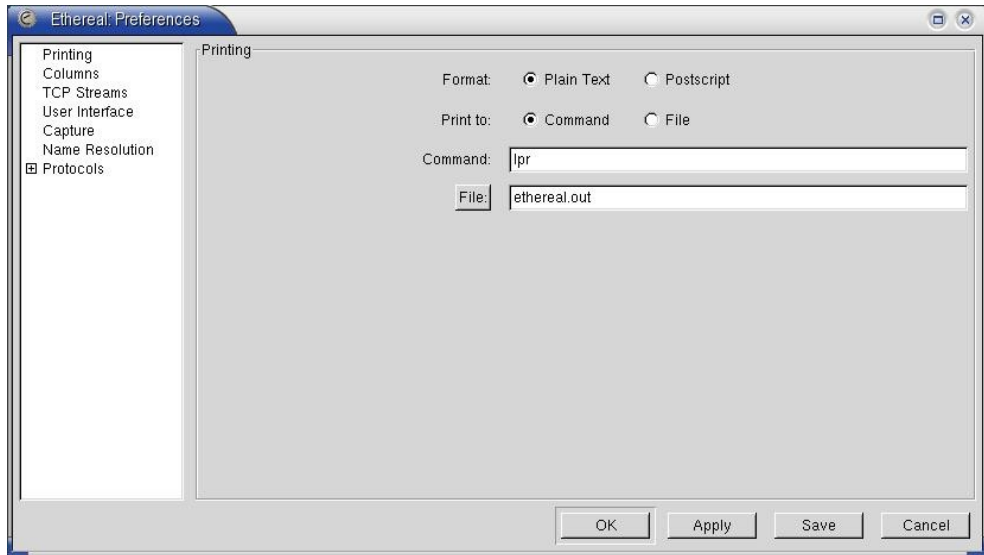 Ethereal: Preferences
Printing
Columns
TCP Streams
User Interface
Capture
Name Resolution
Protocols
Printing
Format: Plain Text Postscript
Print to: Command File
Command: lpr
File: ethereal.out
OK Apply Save Cancel